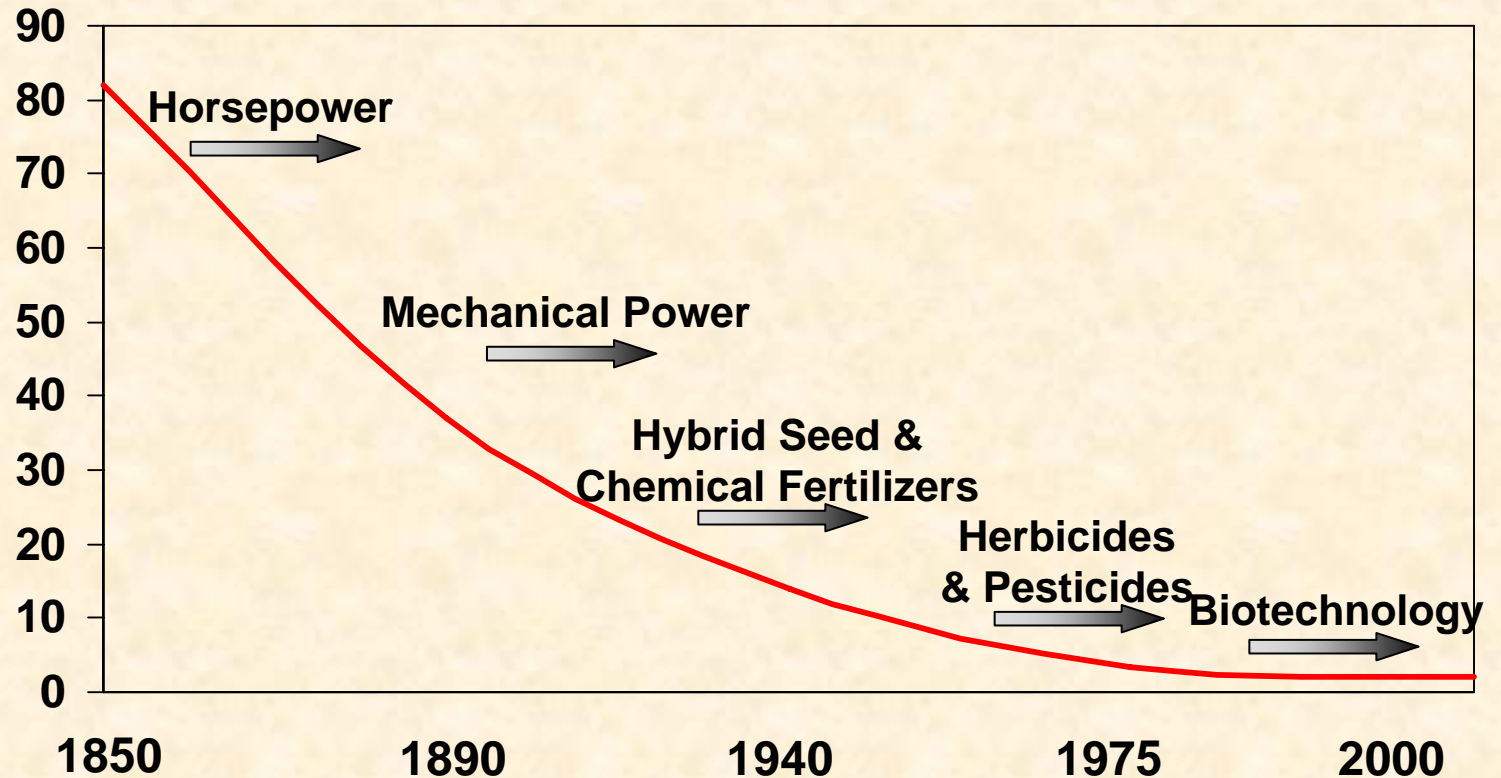 90
80
Horsepower
70
60
50
Mechanical Power
40
Hybrid Seed &
30
Chemical Fertilizers
20
Herbicides
& Pesticides
10
Biotechnology
0
1850 1890 1940 1975 2000